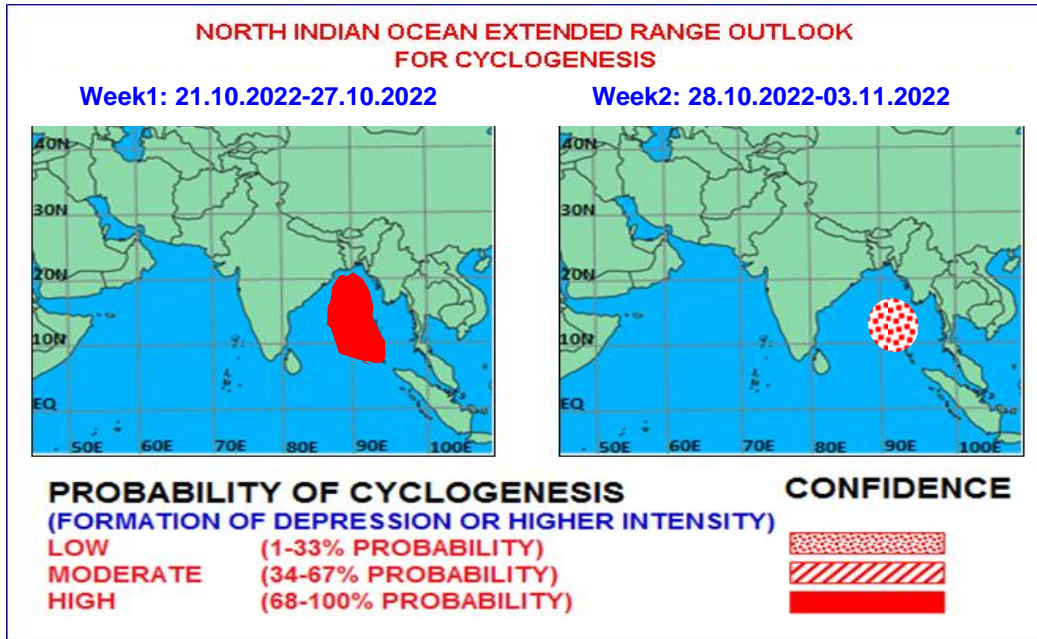 NORTH INDIAN OCEAN EXTENDED RANGE OUTLOOK
FOR CYCLOGENESIS
Week1: 21.10.2022-27.10.2022
Week2: 28.10.2022-03.11.2022
40N
30N
20N
10N
EQ
50E 60E 70E 80E 90E 100E
40N
30N
20N
10N
EQ
50E 60E 70E 80E 90E 100E
PROBABILITY OF CYCLOGENESIS
CONFIDENCE
(FORMATION OF DEPRESSION OR HIGHER INTENSITY)
LOW (1-33% PROBABILITY)
MODERATE (34-67% PROBABILITY)
HIGH (68-100% PROBABILITY)